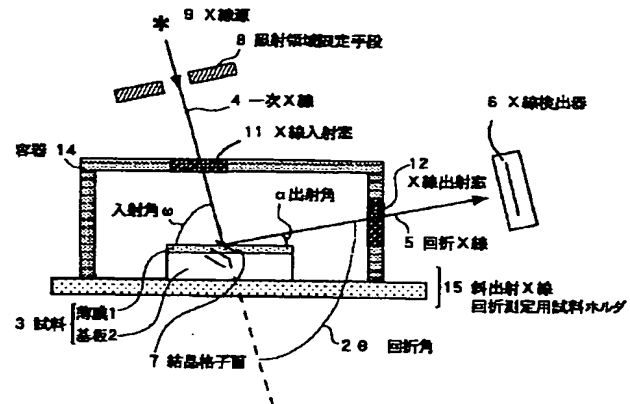 9 X線源
8 照射領域設定手段
4 一次X線
6 X線検出器
11 X線入射窓
容器 14
12
X線出射窓
入射角ω
α出射角
5 回折X線
15 斜出射X線
回折測定用試料ホルダ
薄膜1
3 試料
基板2
2θ 回折角
7 結晶格子面